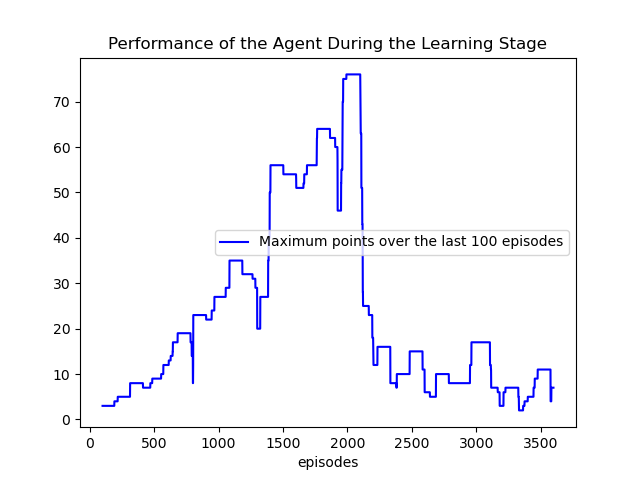 Performance of the Agent During the Learning Stage
70
60
50
40
30
20
10
0
Maximum points over the last 100 episodes
0 500 1000 1500 2000 2500 3000 3500
episodes